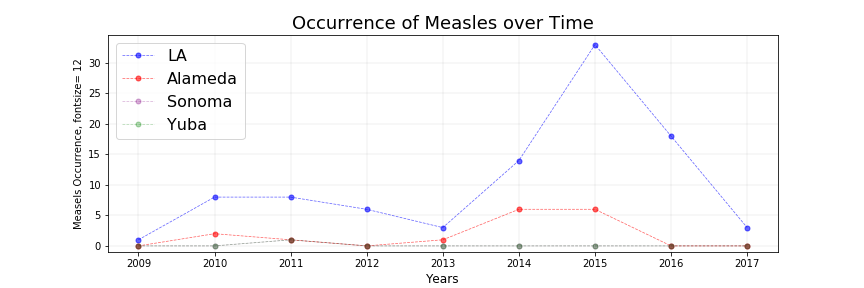 Occurrence of Measles over Time
LA
Alameda
Sonoma
Yuba
Measels Occurrence, fontsize= 12
30
25
20
15
10
5
0
2009 2010 2011 2012 2013 2014 2015 2016 2017
Years